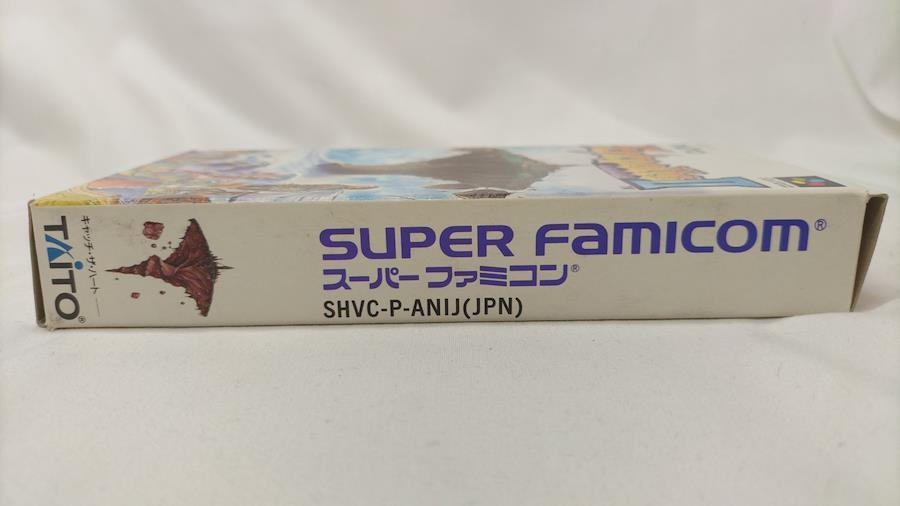 SUPER FAMICOM®
スーパーファミコン®
SHVC-P-ANIJ(JPN)
キャッチ・ザ・ハート
TAITO®